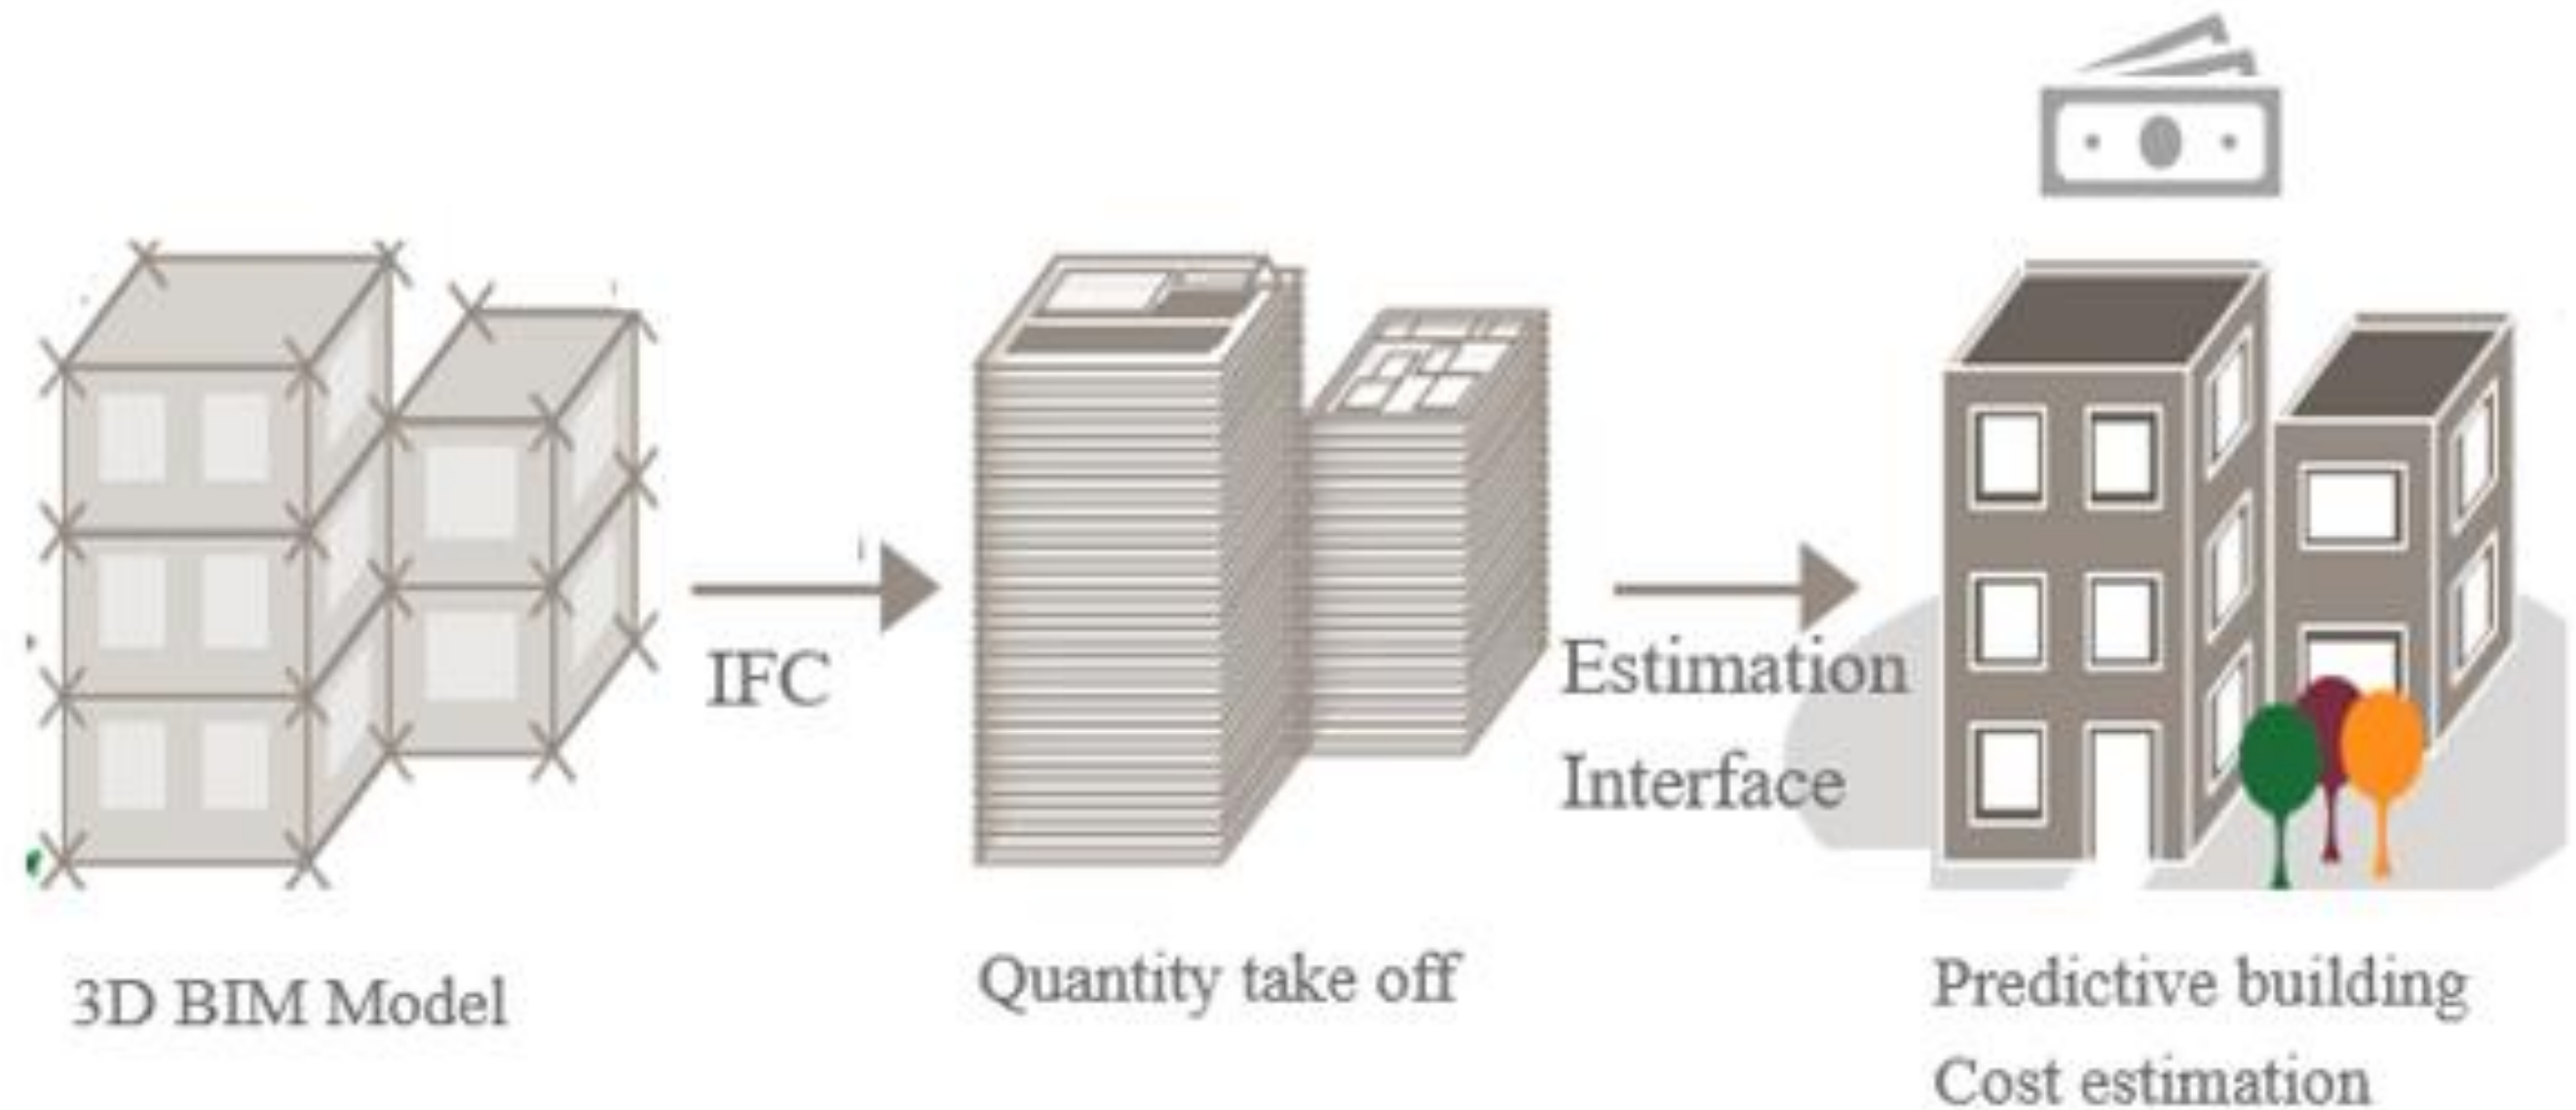 IFC
Estimation
Interface
3D BIM Model
Quantity take off
Predictive building
Cost estimation